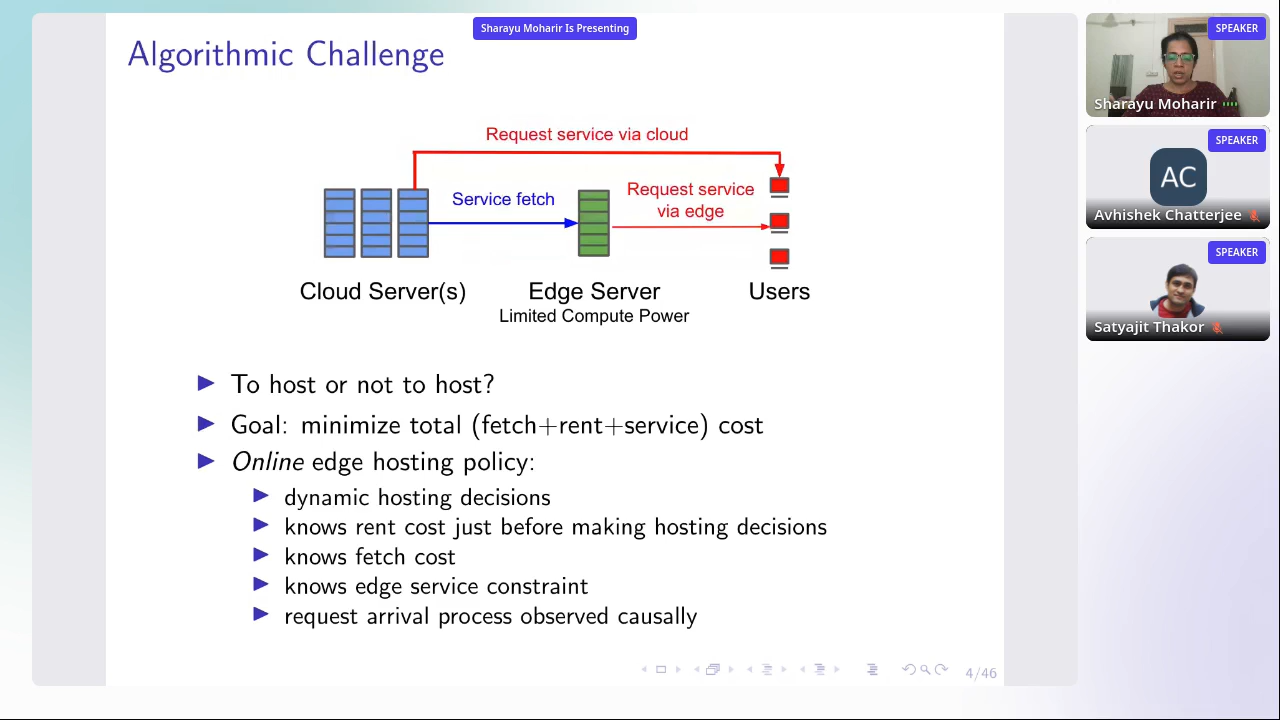 Sharayu Moharir Is Presenting
Algorithmic Challenge
Request service via cloud
Service fetch
Request service
via edge
Cloud Server(s)
Edge Server
Limited Compute Power
Users
To host or not to host?
Goal: minimize total (fetch+rent+service) cost
Online edge hosting policy:
dynamic hosting decisions
knows rent cost just before making hosting decisions
knows fetch cost
knows edge service constraint
request arrival process observed causally
4/46
SPEAKER
Sharayu Moharir
SPEAKER
AC
Avhishek Chatterjee
SPEAKER
Satyajit Thakor